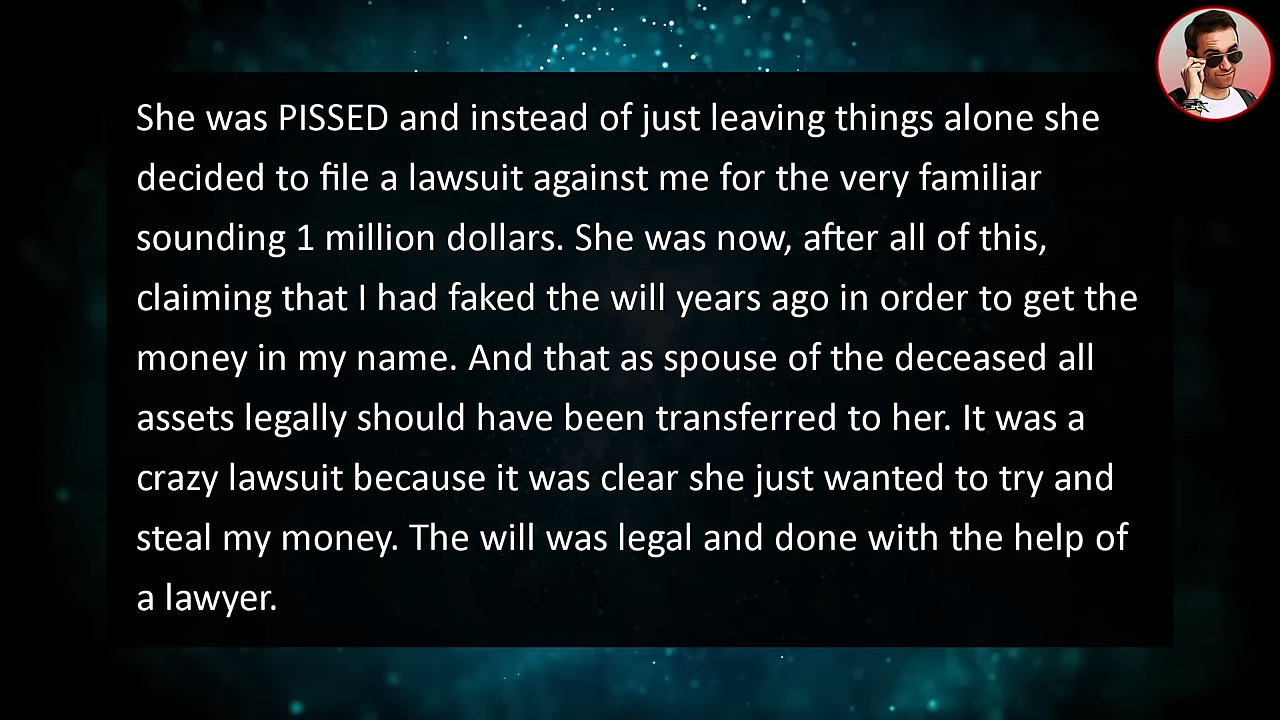 She was PISSED and instead of just leaving things alone she
decided to file a lawsuit against me for the very familiar
sounding 1 million dollars. She was now, after all of this,
claiming that I had faked the will years ago in order to get the
money in my name. And that as spouse of the deceased all
assets legally should have been transferred to her. It was a
crazy lawsuit because it was clear she just wanted to try and
steal my money. The will was legal and done with the help of
a lawyer.